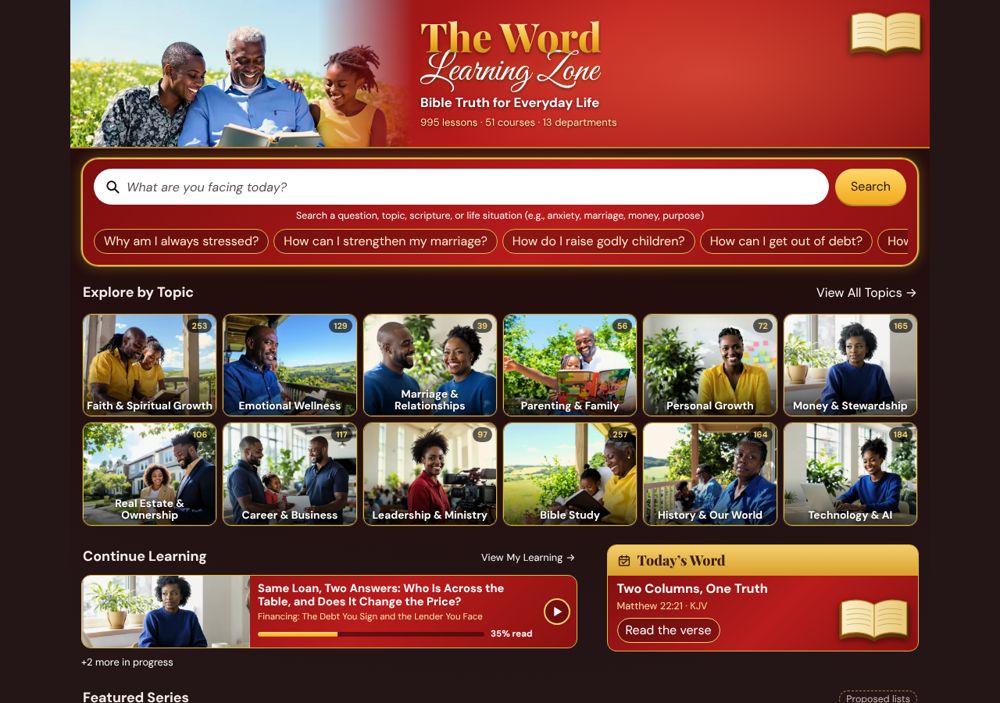 The Word
Learning Zone
Bible Truth for Everyday Life
995 lessons · 51 courses · 13 departments
What are you facing today?
Search
Search a question, topic, scripture, or life situation (e.g., anxiety, marriage, money, purpose)
Why am I always stressed?
How can I strengthen my marriage?
How do I raise godly children?
How can I get out of debt?
How
Explore by Topic
View All Topics →
253
Faith & Spiritual Growth
129
Emotional Wellness
39
Marriage &
Relationships
56
Parenting & Family
72
Personal Growth
165
Money & Stewardship
106
Real Estate &
Ownership
117
Career & Business
97
Leadership & Ministry
257
Bible Study
164
History & Our World
184
Technology & AI
Continue Learning
View My Learning →
Same Loan, Two Answers: Who Is Across the
Table, and Does It Change the Price?
Financing: The Debt You Sign and the Lender You Face
35% read
+2 more in progress
Today's Word
Two Columns, One Truth
Matthew 22:21 · KJV
Read the verse
Featured Series
Proposed lists